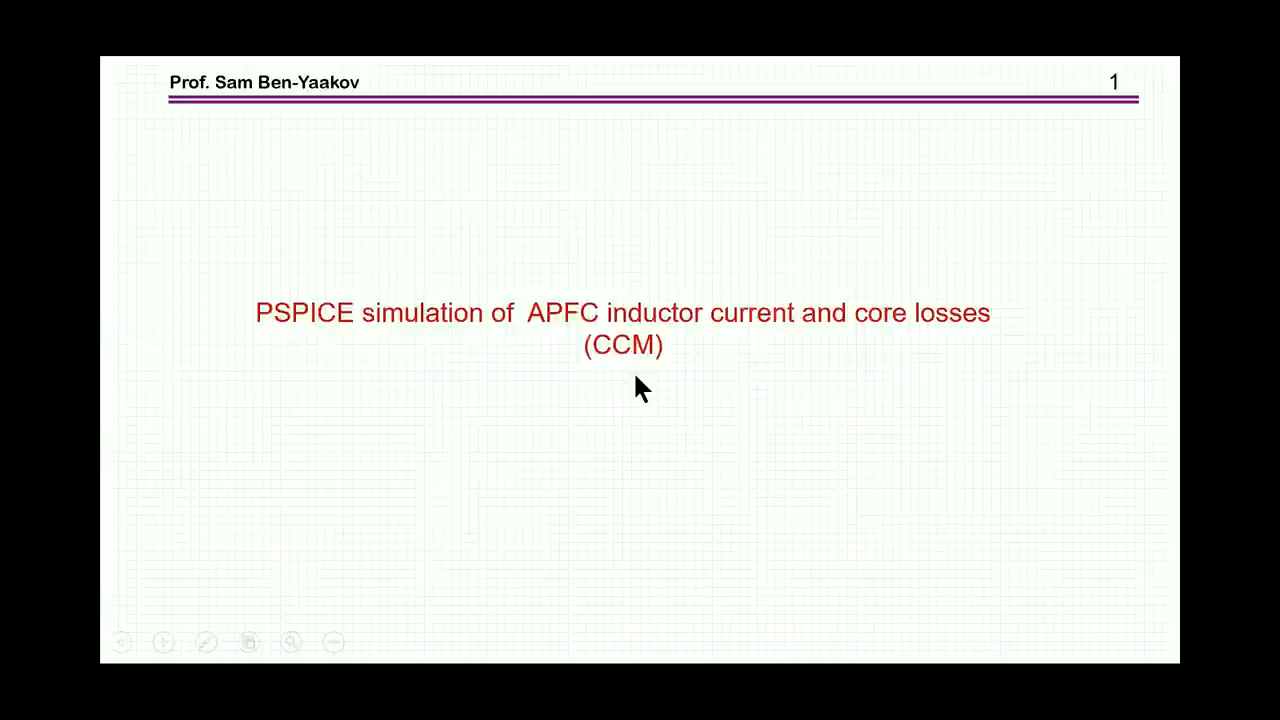 Prof. Sam Ben-Yaakov
1
PSPICE simulation of APFC inductor current and core losses
(CCM)